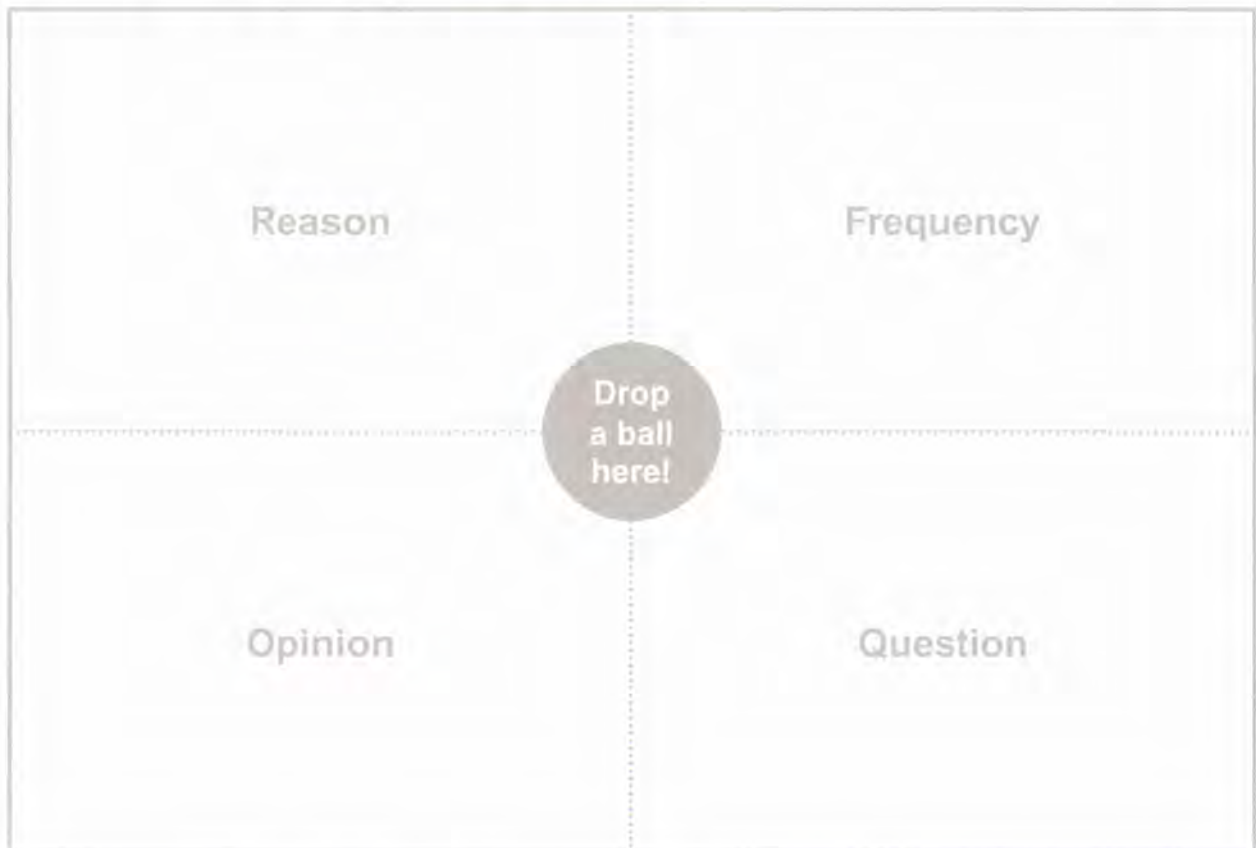 Reason
Frequency
Drop
a ball
here!
Opinion
Question